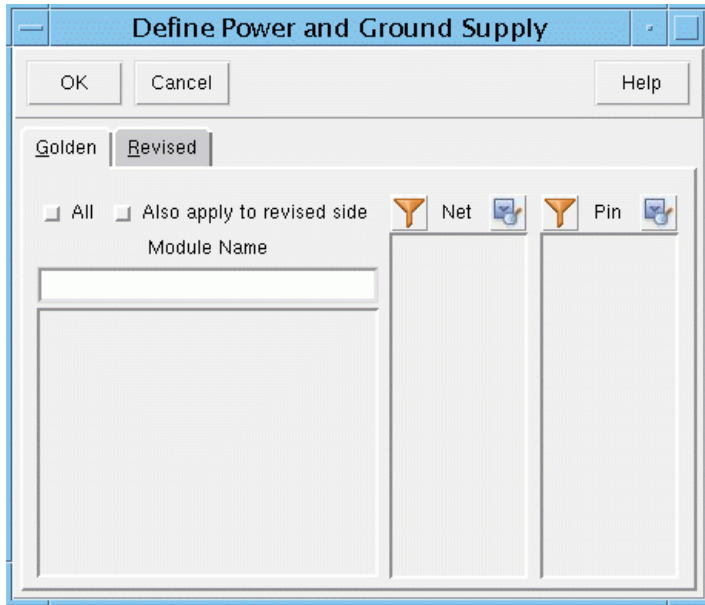 Define Power and Ground Supply
OK Cancel Help
Golden Revised
All Also apply to revised side Net Pin
Module Name